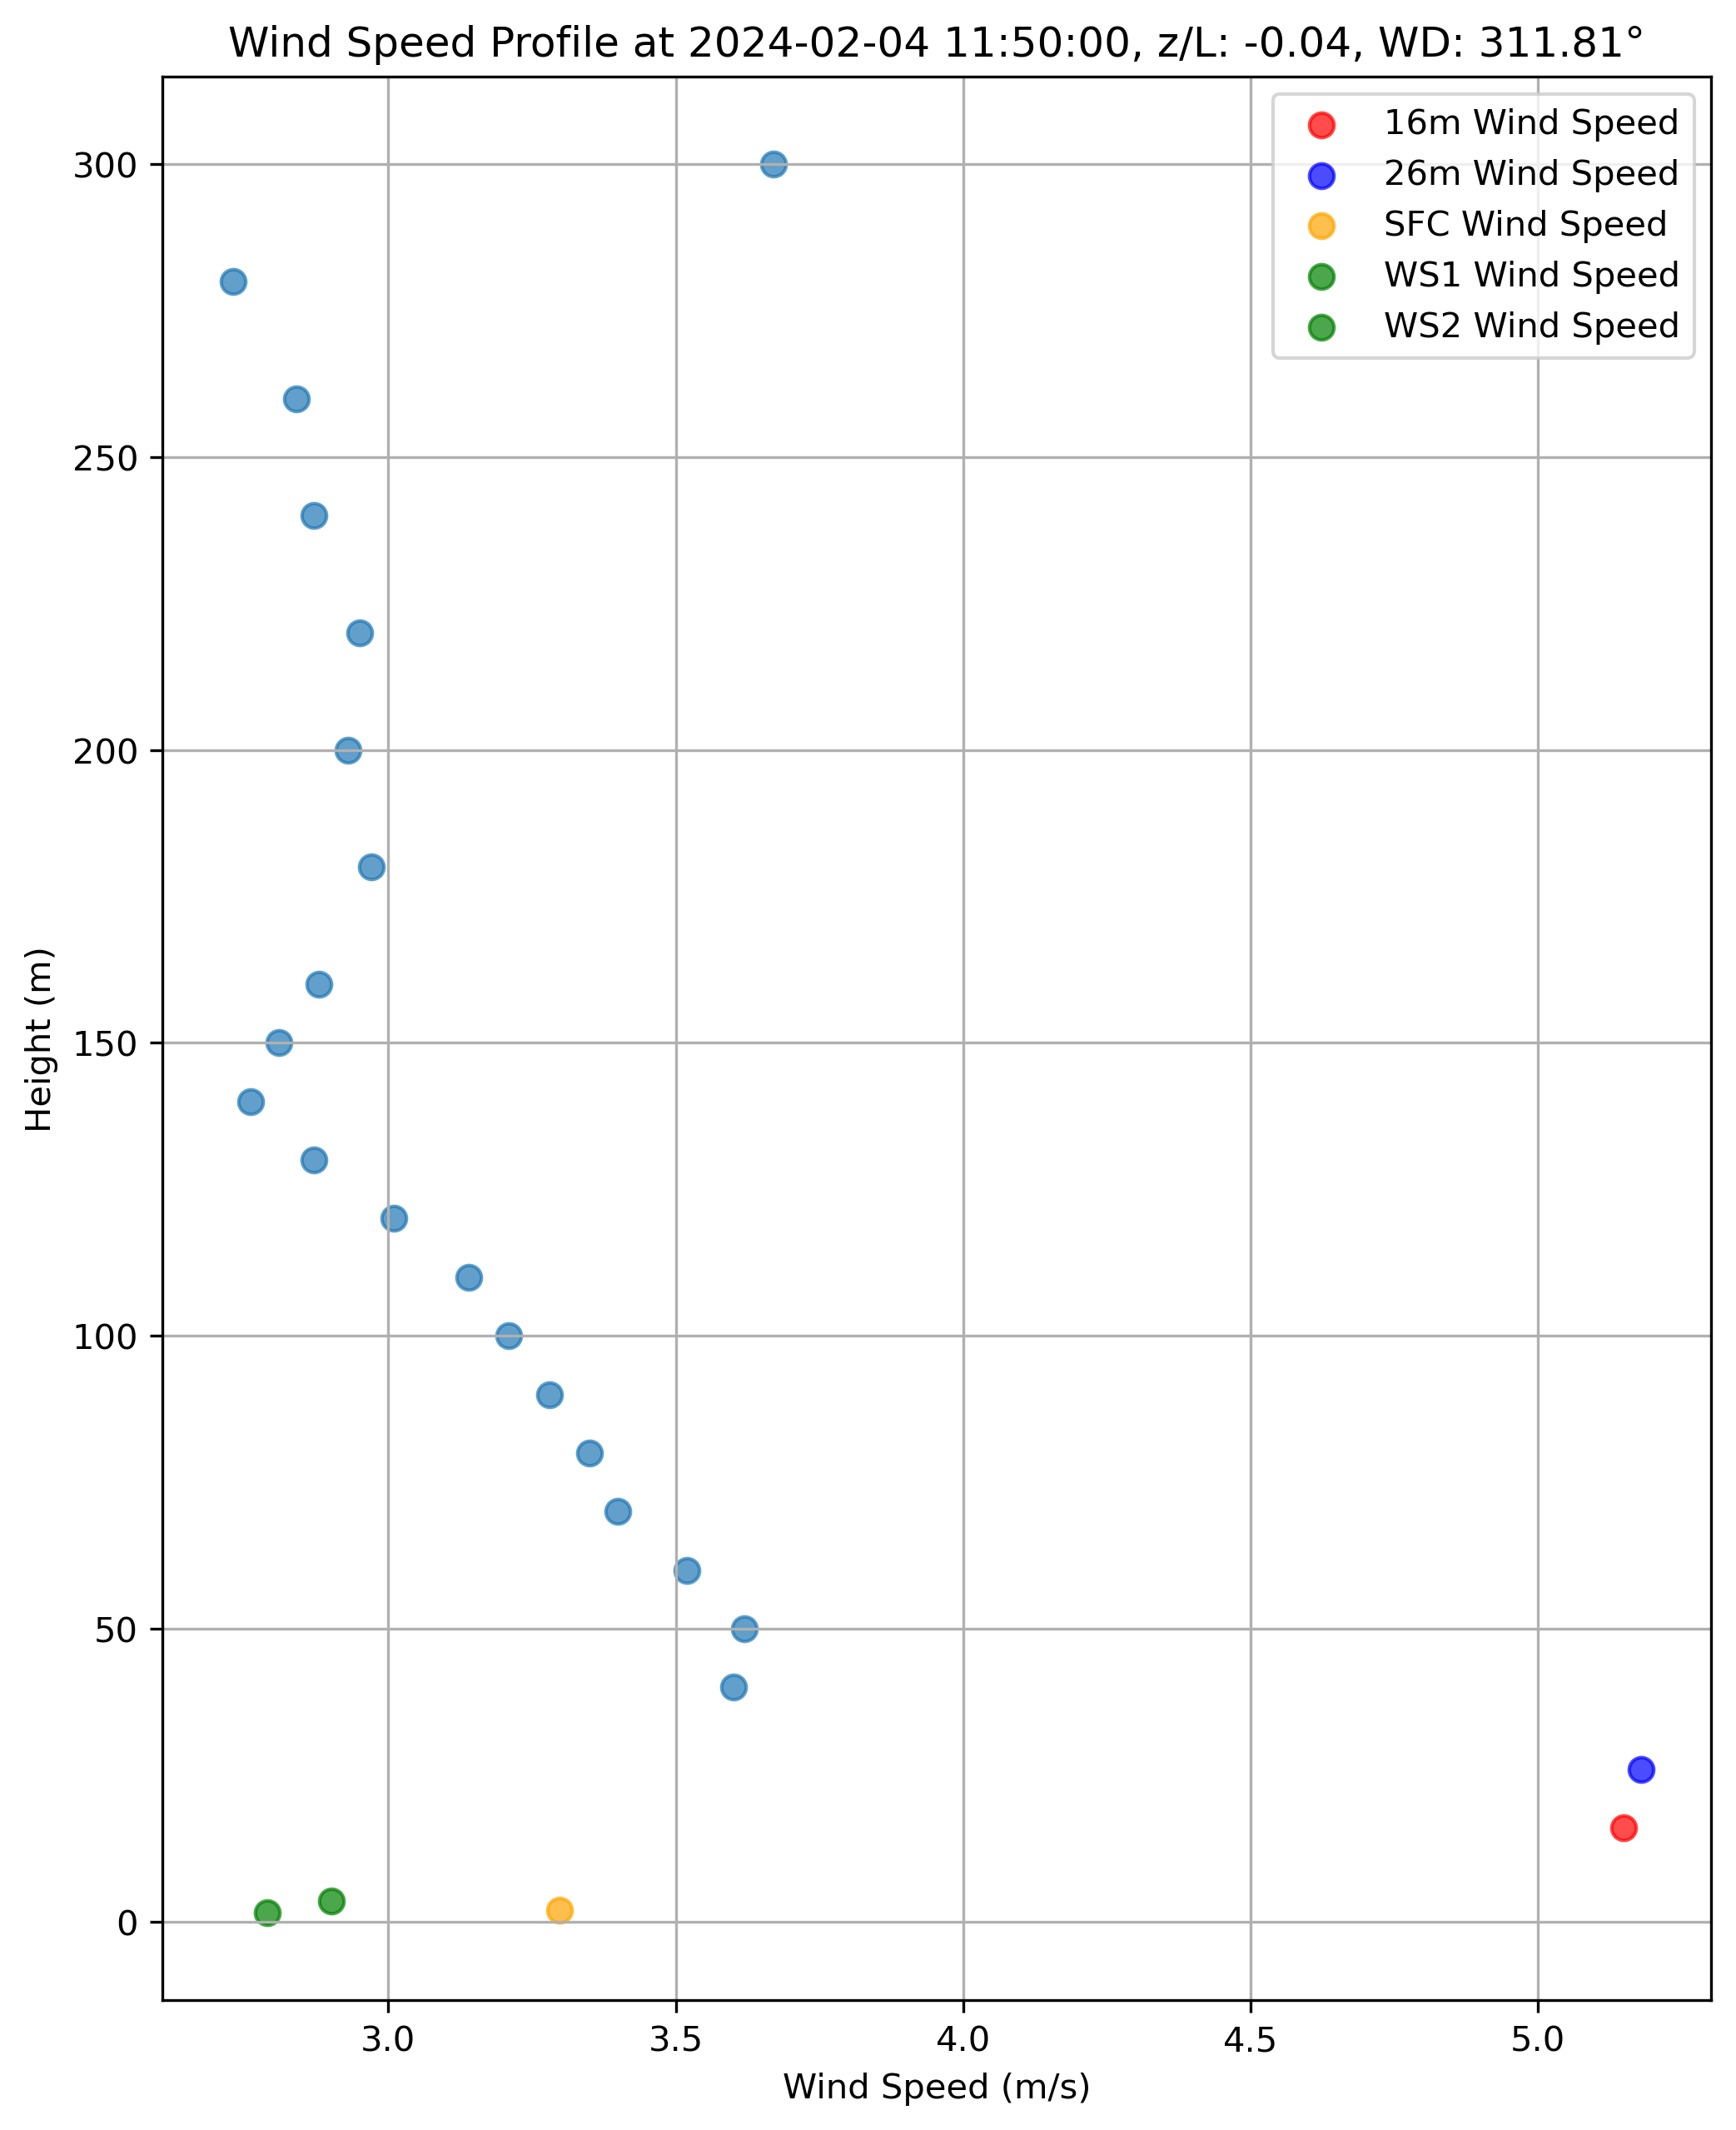 Wind Speed Profile at 2024-02-04 11:50:00, z/L: -0.04, WD: 311.81°
16m Wind Speed
26m Wind Speed
SFC Wind Speed
WS1 Wind Speed
WS2 Wind Speed
300
250
200
150
100
50
0
Height (m)
3.0 3.5 4.0 4.5 5.0
Wind Speed (m/s)